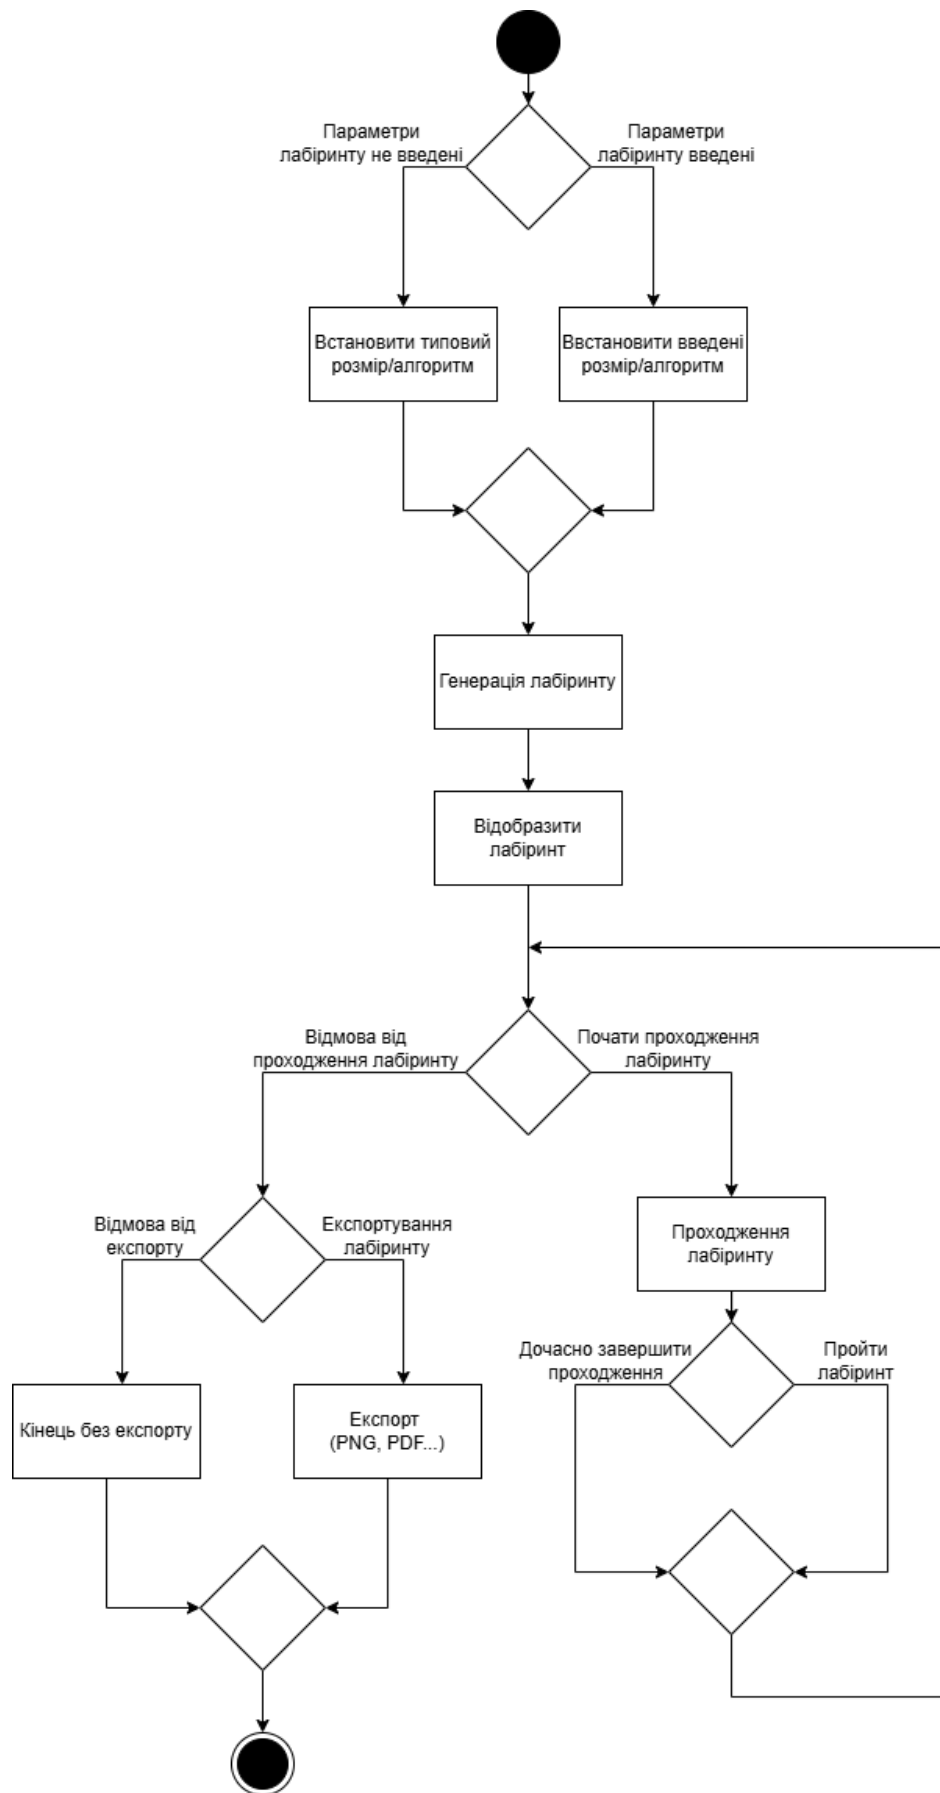 Параметри
лабіринту не введені
Параметри
лабіринту введені
Встановити типовий
розмір/алгоритм
Ввстановити введені
розмір/алгоритм
Генерація лабіринту
Відобразити
лабіринт
Відмова від
проходження лабіринту
Почати проходження
лабіринту
Відмова від
експорту
Експортування
лабіринту
Проходження
лабіринту
Дочасно завершити
проходження
Пройти
лабіринт
Кінець без експорту
Експорт
(PNG, PDF...)